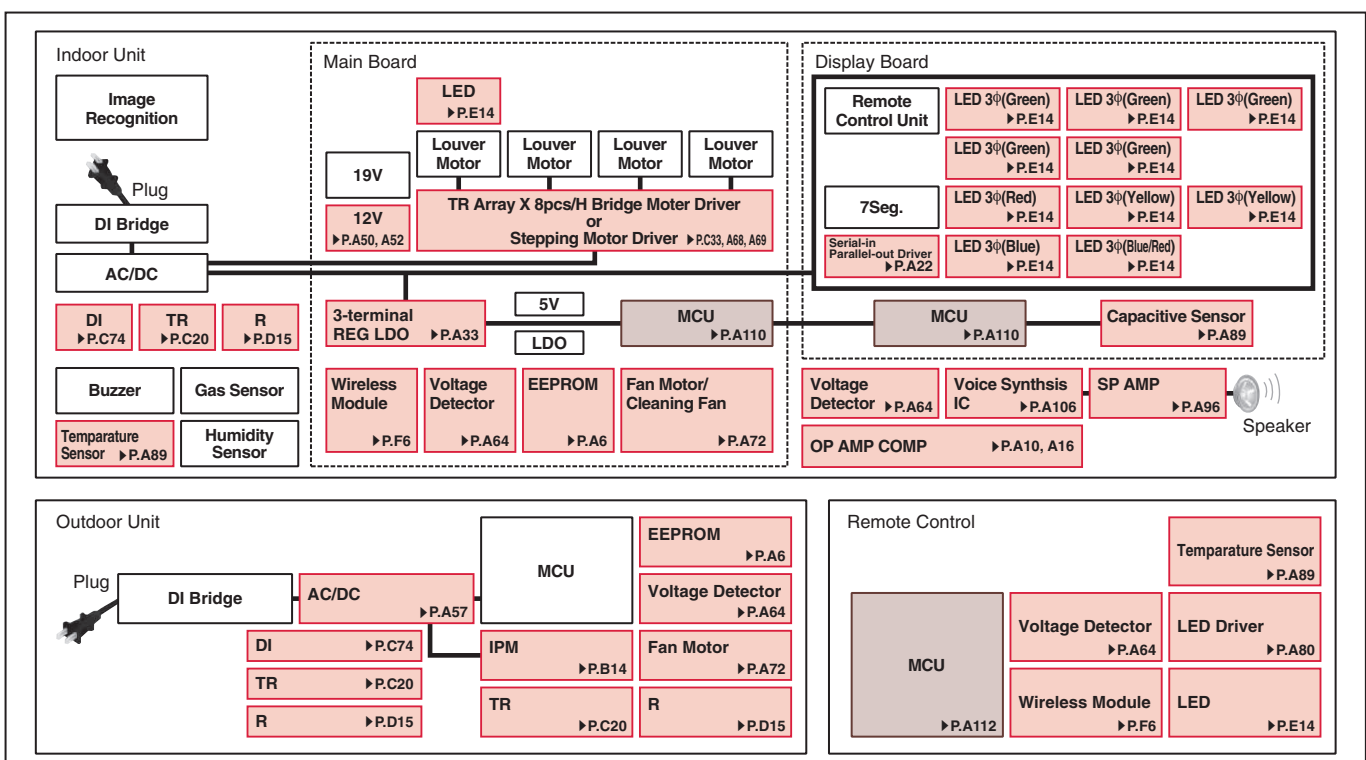 Indoor Unit
Image
Recognition
Plug
DI Bridge
AC/DC
DI
▶P.C74
TR
▶P.C20
R
▶P.D15
Buzzer
Gas Sensor
Temparature
Sensor ▶P.A89
Humidity
Sensor
Main Board
LED
▶P.E14
19V
Louver
Motor
Louver
Motor
Louver
Motor
Louver
Motor
12V
▶P.A50, A52
TR Array X 8pcs/H Bridge Moter Driver
or
Stepping Motor Driver ▶P.C33, A68, A69
3-terminal
REG LDO ▶P.A33
5V
LDO
MCU
▶P.A110
Wireless
Module
▶P.F6
Voltage
Detector
▶P.A64
EEPROM
▶P.A6
Fan Motor/
Cleaning Fan
▶P.A72
Display Board
Remote
Control Unit
LED 3ϕ(Green)
▶P.E14
LED 3ϕ(Green)
▶P.E14
LED 3ϕ(Green)
▶P.E14
LED 3ϕ(Green)
▶P.E14
LED 3ϕ(Green)
▶P.E14
7Seg.
LED 3ϕ(Red)
▶P.E14
LED 3ϕ(Yellow)
▶P.E14
LED 3ϕ(Yellow)
▶P.E14
Serial-in
Parallel-out Driver
▶P.A22
LED 3ϕ(Blue)
▶P.E14
LED 3ϕ(Blue/Red)
▶P.E14
MCU
▶P.A110
Capacitive Sensor
▶P.A89
Voltage
Detector ▶P.A64
Voice Synthsis
IC ▶P.A106
SP AMP
▶P.A96
Speaker
OP AMP COMP ▶P.A10, A16
Outdoor Unit
Plug
DI Bridge
AC/DC
▶P.A57
MCU
EEPROM
▶P.A6
Voltage Detector
▶P.A64
DI ▶P.C74
TR ▶P.C20
R ▶P.D15
IPM
▶P.B14
Fan Motor
▶P.A72
TR
▶P.C20
R
▶P.D15
Remote Control
Temparature Sensor
▶P.A89
MCU
▶P.A112
Voltage Detector
▶P.A64
LED Driver
▶P.A80
Wireless Module
▶P.F6
LED
▶P.E14